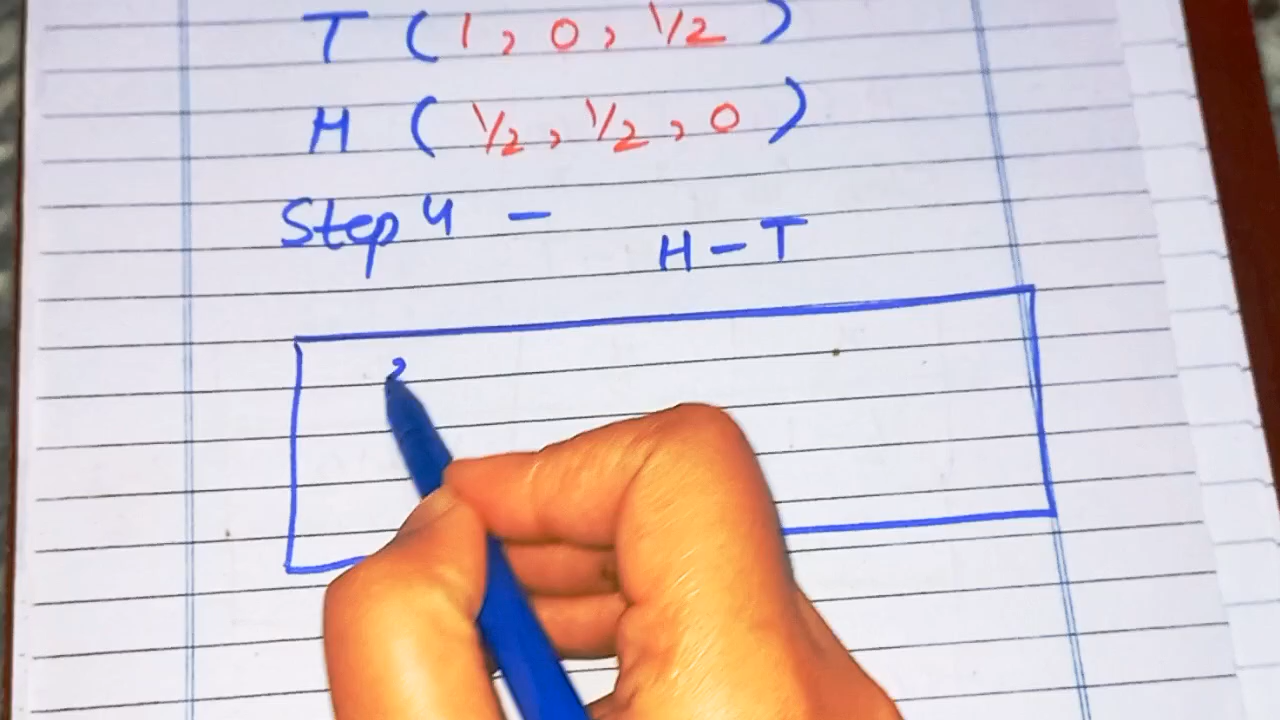 T ( 1 , 0 , 1/2 )
H ( 1/2 , 1/2 , 0 )
Step 4 –
H – T